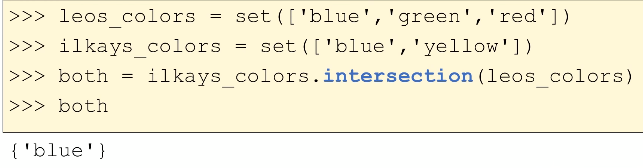 >>> leos_colors = set(['blue','green','red'])
>>> ilkays_colors = set(['blue','yellow'])
>>> both = ilkays_colors.intersection(leos_colors)
>>> both
{'blue'}